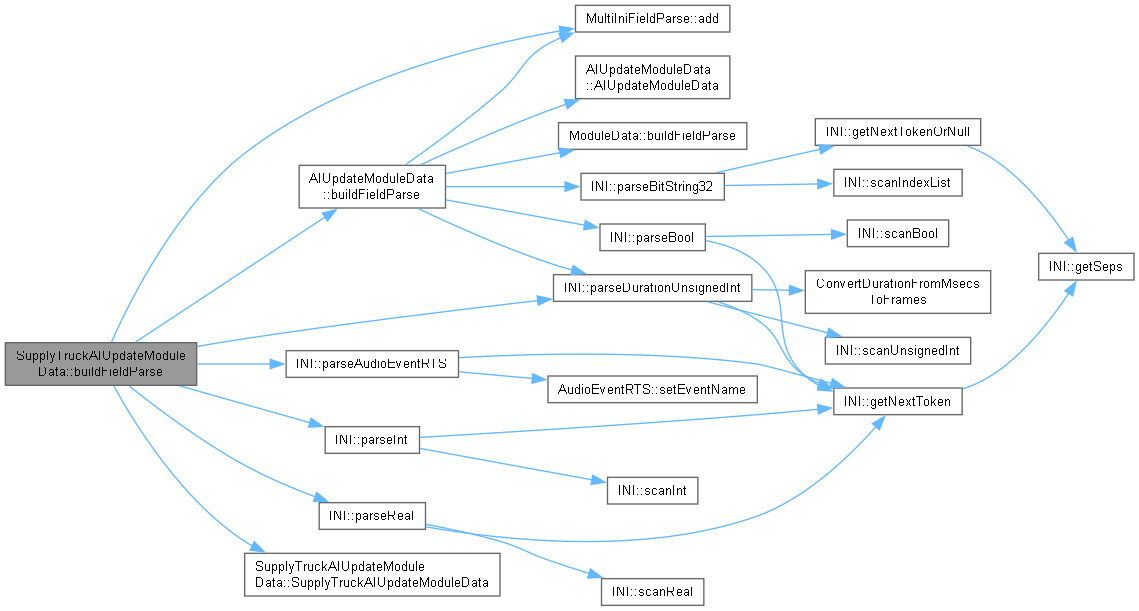 MultiIniFieldParse::add
AIUpdateModuleData
::AIUpdateModuleData
ModuleData::buildFieldParse
INI::getNextTokenOrNull
AIUpdateModuleData
::buildFieldParse
INI::parseBitString32
INI::scanIndexList
INI::parseBool
INI::scanBool
INI::getSeps
INI::parseDurationUnsignedInt
ConvertDurationFromMsecs
ToFrames
SupplyTruckAIUpdateModule
Data::buildFieldParse
INI::parseAudioEventRTS
INI::scanUnsignedInt
AudioEventRTS::setEventName
INI::getNextToken
INI::parseInt
INI::scanInt
INI::parseReal
SupplyTruckAIUpdateModule
Data::SupplyTruckAIUpdateModuleData
INI::scanReal